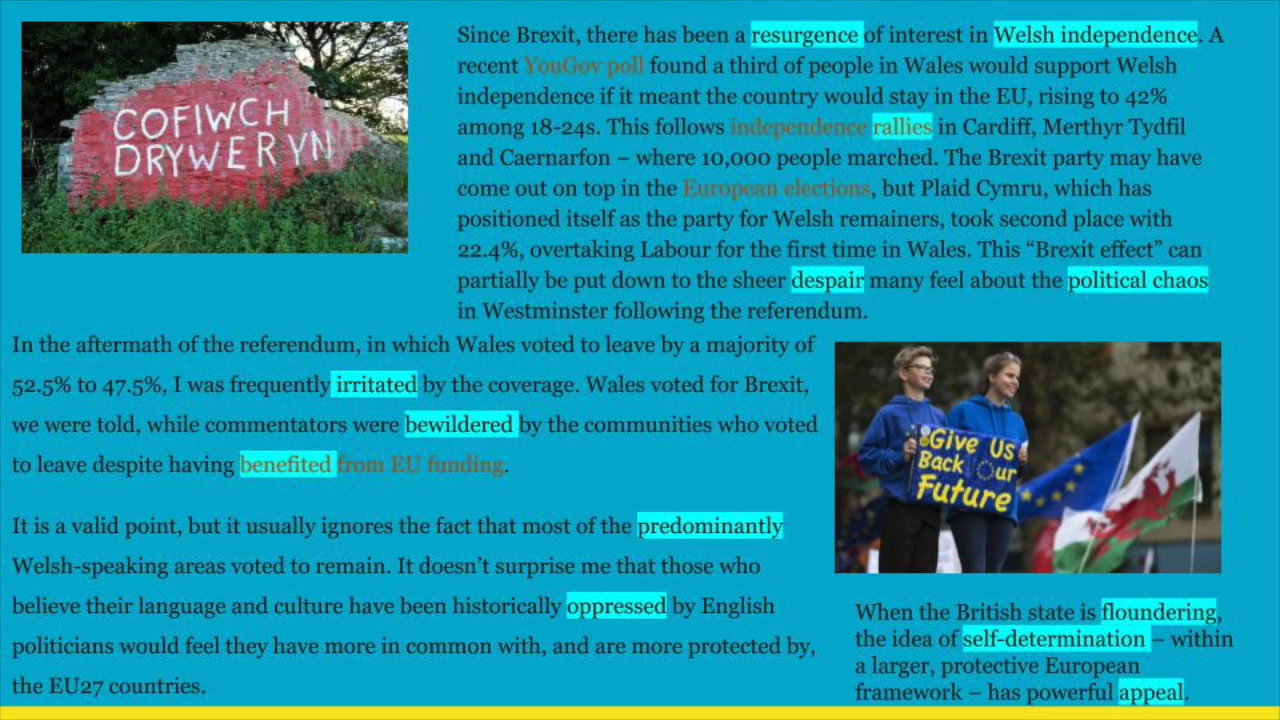 COFIWCH
DRYWERYN
Since Brexit, there has been a resurgence of interest in Welsh independence. A
recent YouGov poll found a third of people in Wales would support Welsh
independence if it meant the country would stay in the EU, rising to 42%
among 18-24s. This follows independence rallies in Cardiff, Merthyr Tydfil
and Caernarfon – where 10,000 people marched. The Brexit party may have
come out on top in the European elections, but Plaid Cymru, which has
positioned itself as the party for Welsh remainers, took second place with
22.4%, overtaking Labour for the first time in Wales. This “Brexit effect” can
partially be put down to the sheer despair many feel about the political chaos
in Westminster following the referendum.
In the aftermath of the referendum, in which Wales voted to leave by a majority of
52.5% to 47.5%, I was frequently irritated by the coverage. Wales voted for Brexit,
we were told, while commentators were bewildered by the communities who voted
to leave despite having benefited from EU funding.
It is a valid point, but it usually ignores the fact that most of the predominantly
Welsh-speaking areas voted to remain. It doesn’t surprise me that those who
believe their language and culture have been historically oppressed by English
politicians would feel they have more in common with, and are more protected by,
the EU27 countries.
Give Us
Back Our
Future
When the British state is floundering,
the idea of self-determination – within
a larger, protective European
framework – has powerful appeal.